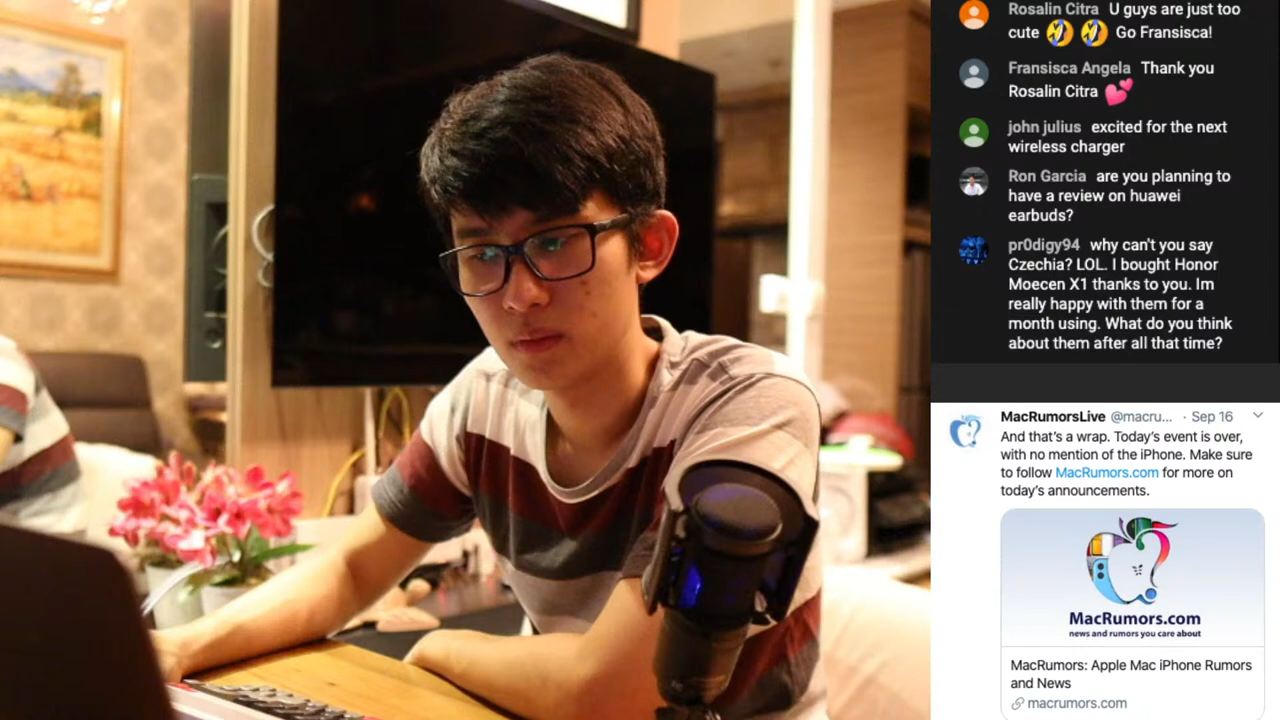 Rosalin Citra U guys are just too
cute 🤣 🤣 Go Fransisca!
Fransisca Angela Thank you
Rosalin Citra 💕
john julius excited for the next
wireless charger
Ron Garcia are you planning to
have a review on huawei
earbuds?
pr0digy94 why can't you say
Czechia? LOL. I bought Honor
Moecen X1 thanks to you. Im
really happy with them for a
month using. What do you think
about them after all that time?
MacRumorsLive @macru... · Sep 16
And that's a wrap. Today's event is over,
with no mention of the iPhone. Make sure
to follow MacRumors.com for more on
today's announcements.
MacRumors.com
news and rumors you care about
MacRumors: Apple Mac iPhone Rumors
and News
macrumors.com